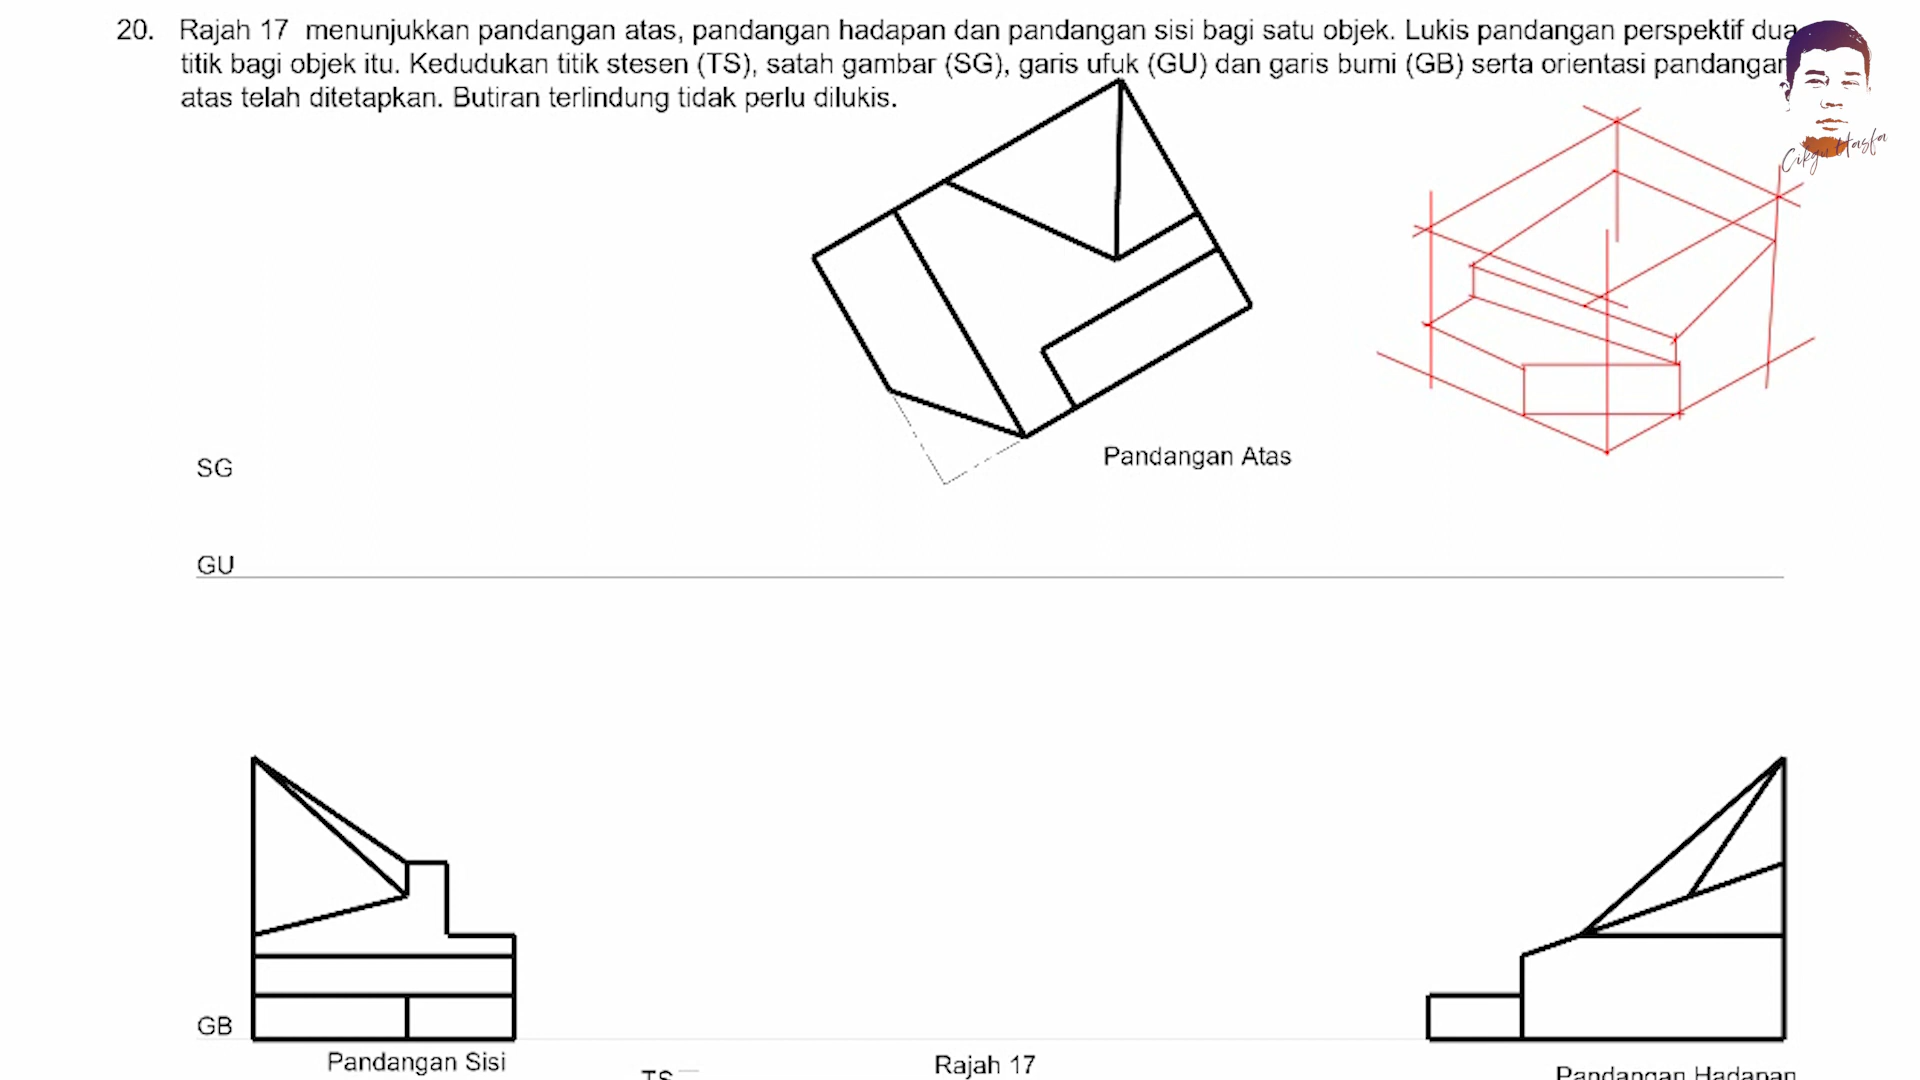 20. Rajah 17 menunjukkan pandangan atas, pandangan hadapan dan pandangan sisi bagi satu objek. Lukis pandangan perspektif dua
titik bagi objek itu. Kedudukan titik stesen (TS), satah gambar (SG), garis ufuk (GU) dan garis bumi (GB) serta orientasi pandangan
atas telah ditetapkan. Butiran terlindung tidak perlu dilukis.
Cikgu Hasfa
Pandangan Atas
SG
GU
GB
Pandangan Sisi
TS
Rajah 17
Pandangan Hadapan